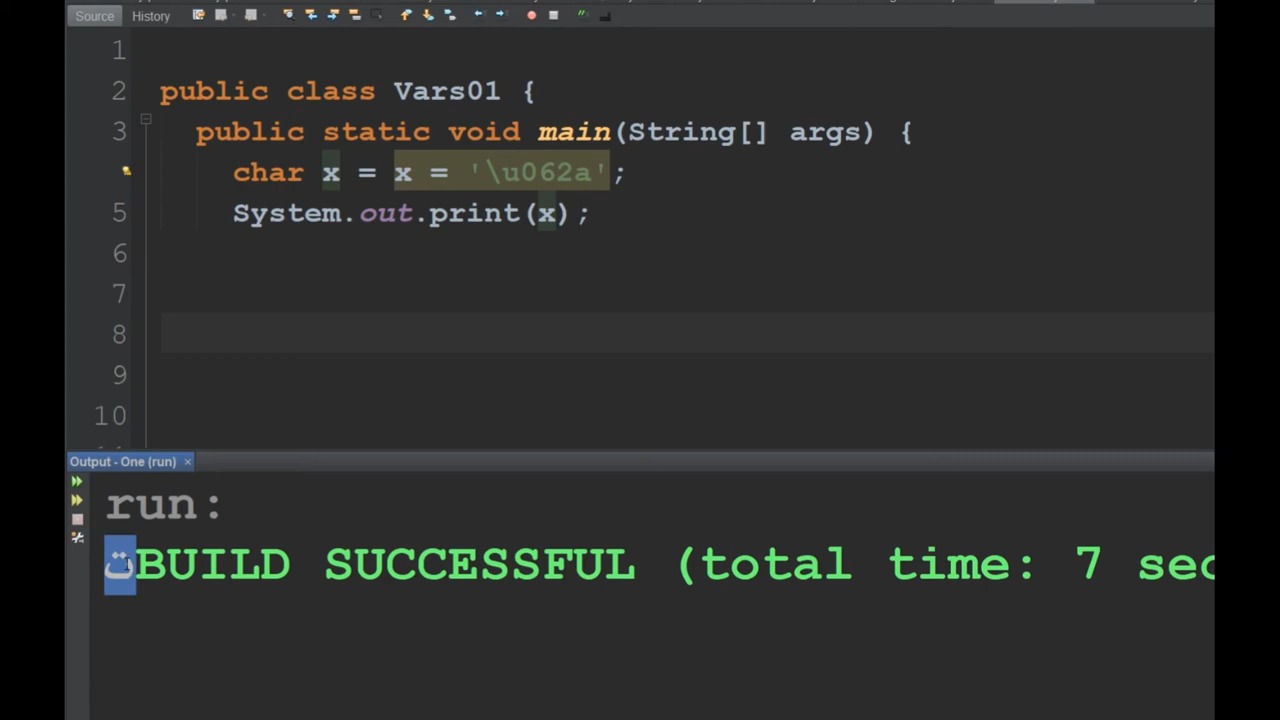 Source History
1
2 public class Vars01 {
3 public static void main(String[] args) {
char x = x = '\u062a';
5 System.out.print(x);
6
7
8
9
10
Output - One (run) ×
run:
تBUILD SUCCESSFUL (total time: 7 sec